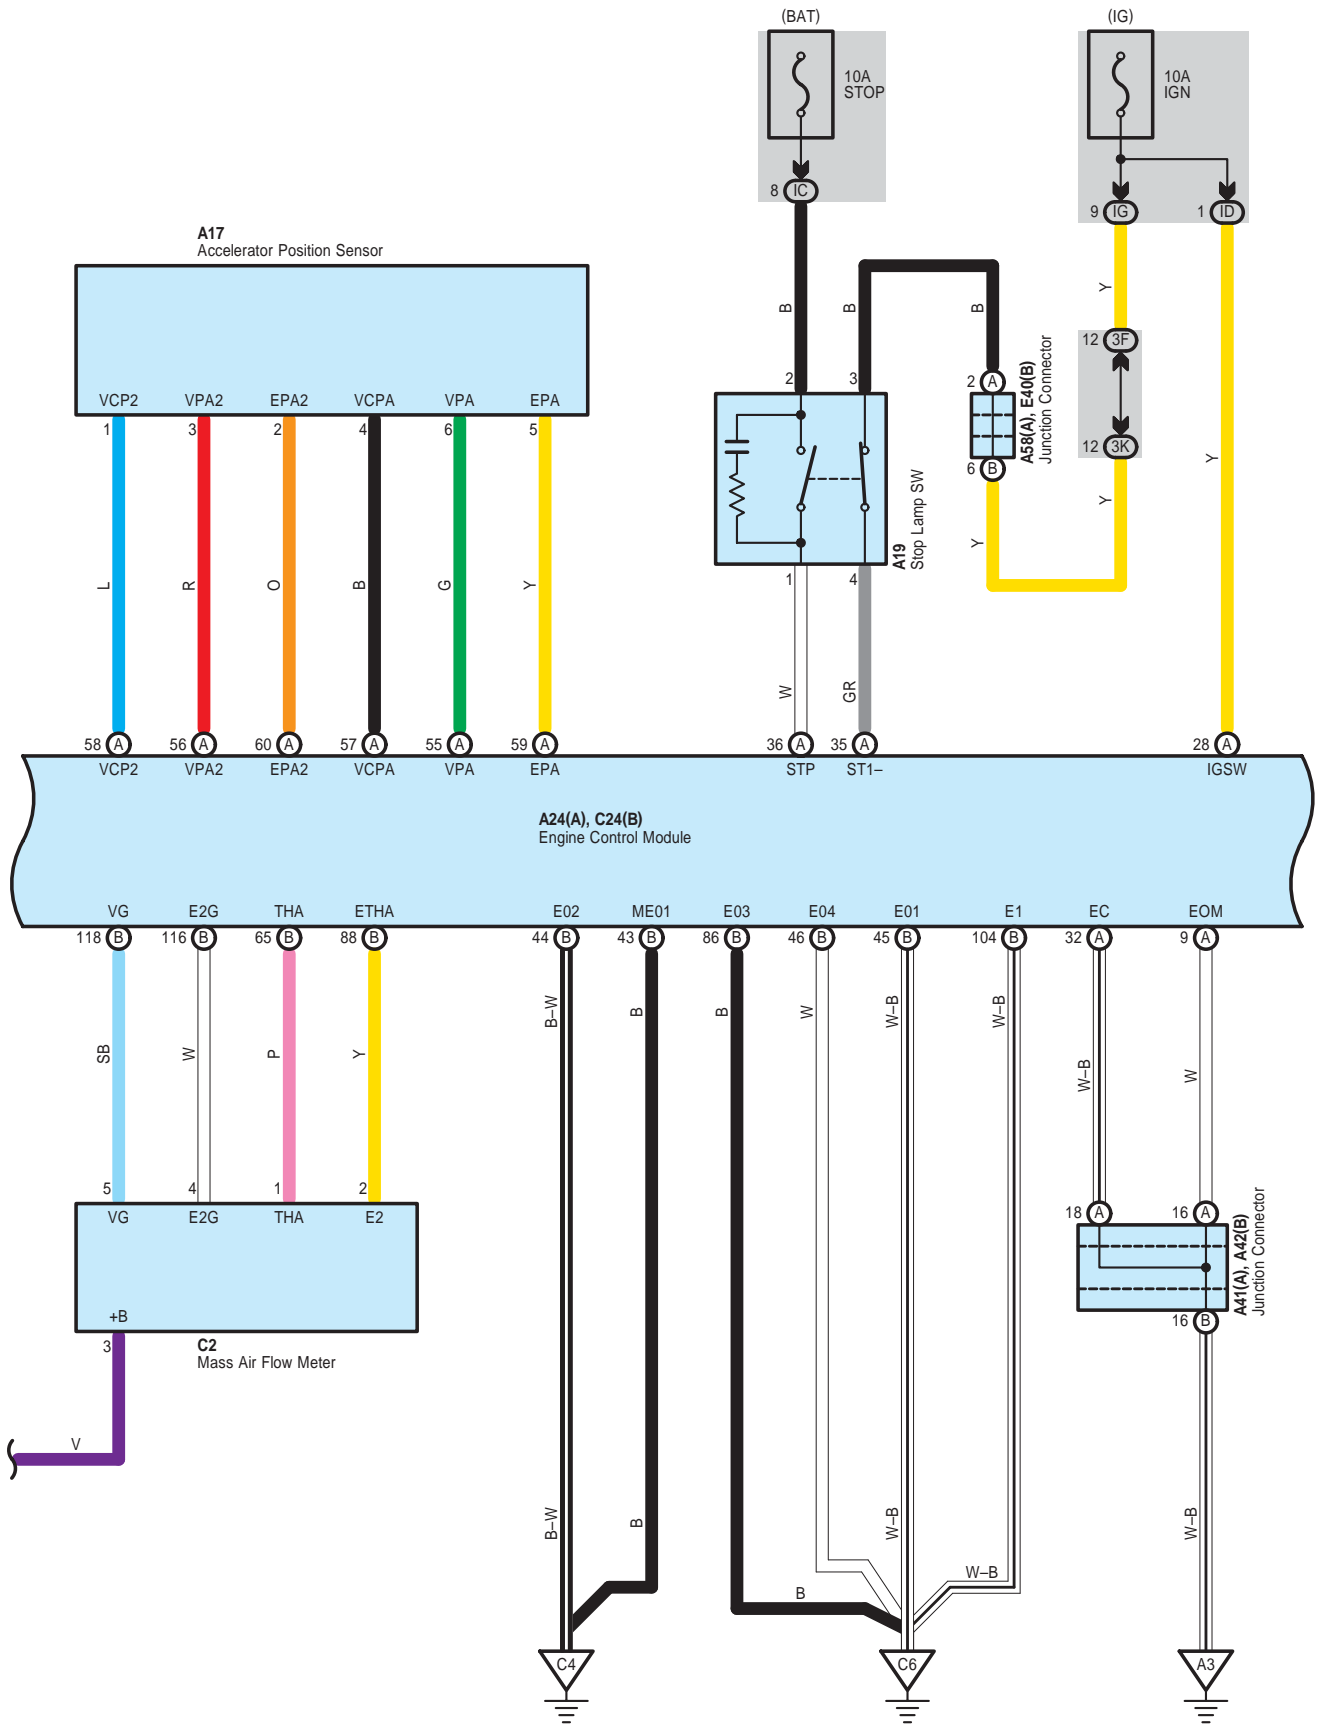 (BAT)
(IG)
10A
STOP
10A
IGN
8 IC
9 IG
1 ID
A17
Accelerator Position Sensor
B
B
B
Y
12 3F
2 3
2 A
A58(A), E40(B)
Junction Connector
VCP2 VPA2 EPA2 VCPA VPA EPA
1 3 2 4 6 5
12 3K
6 B
Y
Y
Y
A19
Stop Lamp SW
1 4
L R O B G Y
W GR
58 A 56 A 60 A 57 A 55 A 59 A 36 A 35 A 28 A
VCP2 VPA2 EPA2 VCPA VPA EPA STP ST1– IGSW
A24(A), C24(B)
Engine Control Module
VG E2G THA ETHA E02 ME01 E03 E04 E01 E1 EC EOM
118 B 116 B 65 B 88 B 44 B 43 B 86 B 46 B 45 B 104 B 32 A 9 A
B–W B B W W–B W–B
SB W P Y W–B W
5 4 1 2
VG E2G THA E2
18 A 16 A
A41(A), A42(B)
Junction Connector
+B
16 B
3
C2
Mass Air Flow Meter
V
B–W B W–B W–B
W–B
B
C4 C6 A3